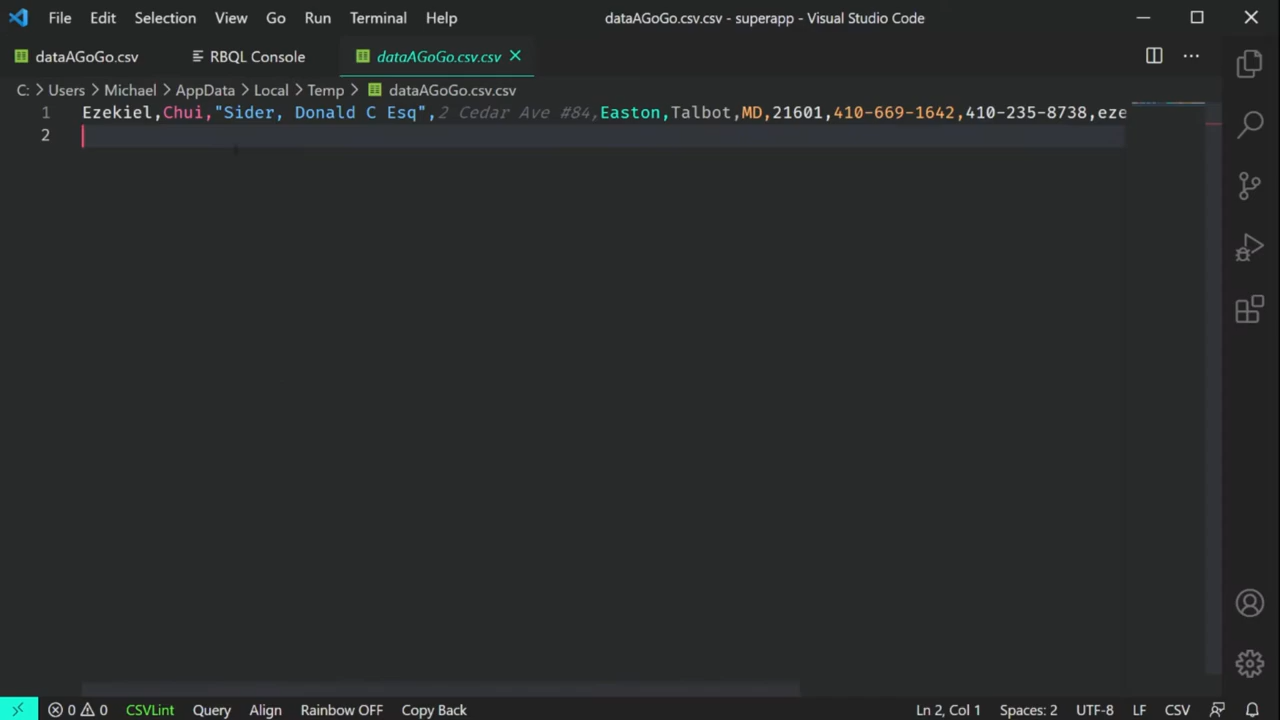 File Edit Selection View Go Run Terminal Help dataAGoGo.csv.csv - superapp - Visual Studio Code
dataAGoGo.csv RBQL Console dataAGoGo.csv.csv
C: > Users > Michael > AppData > Local > Temp > dataAGoGo.csv.csv
1 Ezekiel,Chui,"Sider, Donald C Esq",2 Cedar Ave #84,Easton,Talbot,MD,21601,410-669-1642,410-235-8738,eze
2
0 0 CSVLint Query Align Rainbow OFF Copy Back Ln 2, Col 1 Spaces: 2 UTF-8 LF CSV